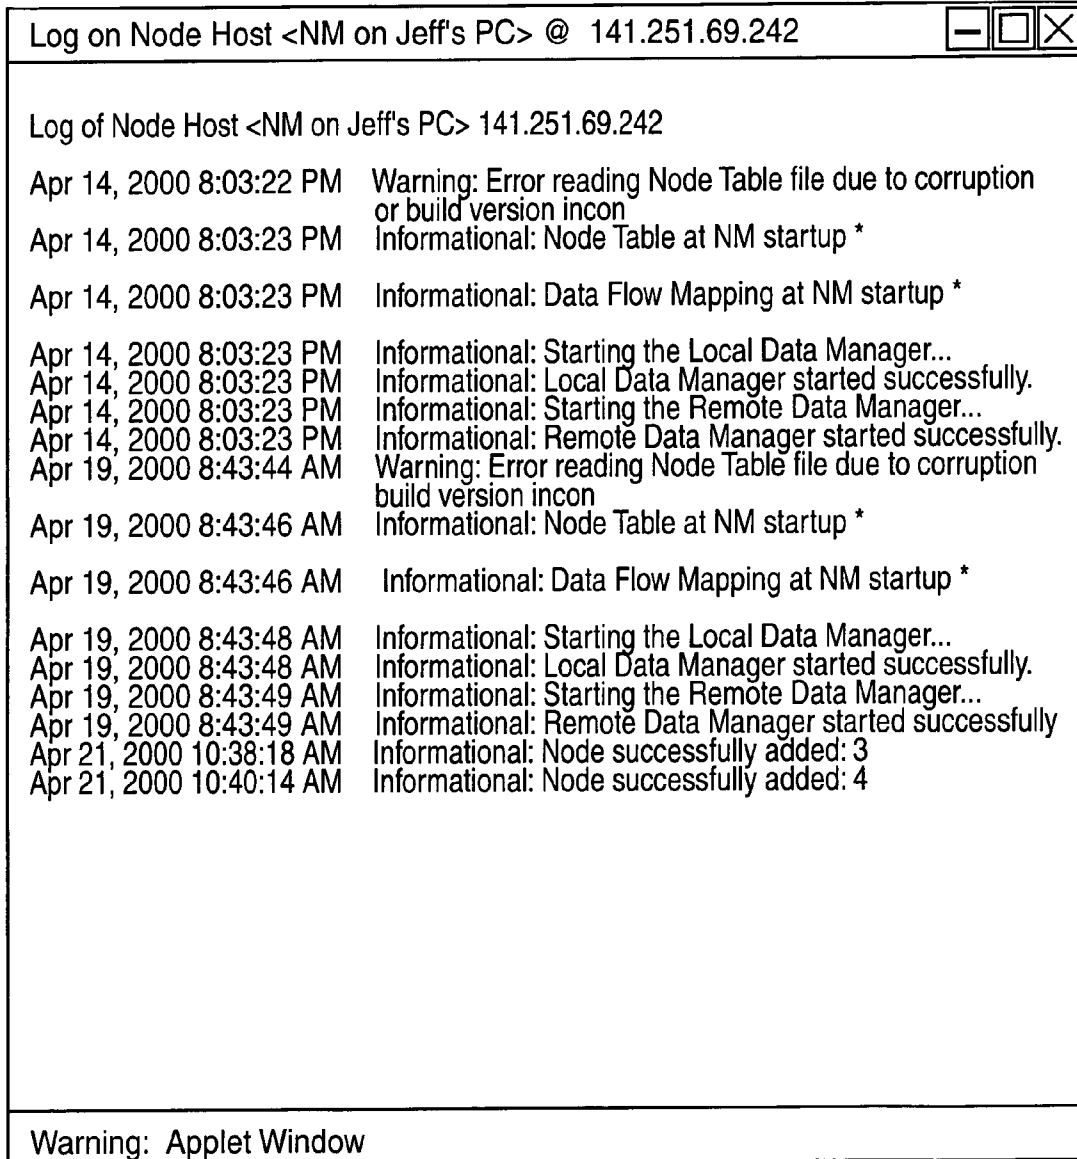 Log on Node Host <NM on Jeff's PC> @ 141.251.69.242
Log of Node Host <NM on Jeff's PC> 141.251.69.242
Apr 14, 2000 8:03:22 PM Warning: Error reading Node Table file due to corruption
or build version incon
Apr 14, 2000 8:03:23 PM Informational: Node Table at NM startup *
Apr 14, 2000 8:03:23 PM Informational: Data Flow Mapping at NM startup *
Apr 14, 2000 8:03:23 PM Informational: Starting the Local Data Manager...
Apr 14, 2000 8:03:23 PM Informational: Local Data Manager started successfully.
Apr 14, 2000 8:03:23 PM Informational: Starting the Remote Data Manager...
Apr 14, 2000 8:03:23 PM Informational: Remote Data Manager started successfully.
Apr 19, 2000 8:43:44 AM Warning: Error reading Node Table file due to corruption
build version incon
Apr 19, 2000 8:43:46 AM Informational: Node Table at NM startup *
Apr 19, 2000 8:43:46 AM Informational: Data Flow Mapping at NM startup *
Apr 19, 2000 8:43:48 AM Informational: Starting the Local Data Manager...
Apr 19, 2000 8:43:48 AM Informational: Local Data Manager started successfully.
Apr 19, 2000 8:43:49 AM Informational: Starting the Remote Data Manager...
Apr 19, 2000 8:43:49 AM Informational: Remote Data Manager started successfully
Apr 21, 2000 10:38:18 AM Informational: Node successfully added: 3
Apr 21, 2000 10:40:14 AM Informational: Node successfully added: 4
Warning: Applet Window